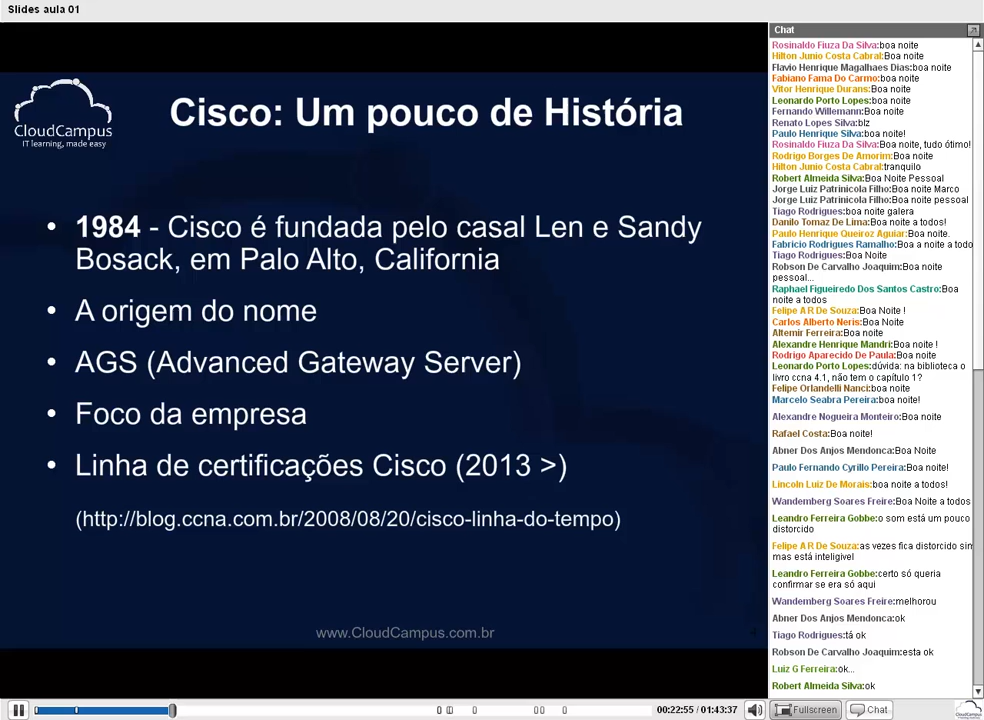 Slides aula 01
CloudCampus
IT learning, made easy
Cisco: Um pouco de História
• 1984 - Cisco é fundada pelo casal Len e Sandy
Bosack, em Palo Alto, California
• A origem do nome
• AGS (Advanced Gateway Server)
• Foco da empresa
• Linha de certificações Cisco (2013 >)
(http://blog.ccna.com.br/2008/08/20/cisco-linha-do-tempo)
www.CloudCampus.com.br
Chat
Rosinaldo Fiuza Da Silva:boa noite
Hilton Junio Costa Cabral:Boa noite
Flavio Henrique Magalhaes Dias:boa noite
Fabiano Fama Do Carmo:boa noite
Vitor Henrique Durans:Boa noite
Leonardo Porto Lopes:boa noite
Fernando Willemann:Boa noite
Renato Lopes Silva:blz
Paulo Henrique Silva:boa noite!
Rosinaldo Fiuza Da Silva:Boa noite, tudo ótimo!
Rodrigo Borges De Amorim:Boa noite
Hilton Junio Costa Cabral:tranquilo
Robert Almeida Silva:Boa Noite Pessoal
Jorge Luiz Patrinicola Filho:Boa noite Marco
Jorge Luiz Patrinicola Filho:Boa noite pessoal
Tiago Rodrigues:boa noite galera
Danilo Tomaz De Lima:Boa noite a todos!
Paulo Henrique Queiroz Aguiar:Boa noite.
Fabricio Rodrigues Ramalho:Boa a noite a todo
Tiago Rodrigues:Boa Noite
Robson De Carvalho Joaquim:Boa noite
pessoal...
Raphael Figueiredo Dos Santos Castro:Boa
noite a todos
Felipe A R De Souza:Boa Noite !
Carlos Alberto Neris:Boa Noite
Altemir Ferreira:Boa noite
Alexandre Henrique Mandri:Boa noite !
Rodrigo Aparecido De Paula:Boa noite
Leonardo Porto Lopes:dúvida: na biblioteca o
livro ccna 4.1, não tem o capítulo 1?
Felipe Orlandelli Nanci:boa noite
Marcelo Seabra Pereira:boa noite!
Alexandre Nogueira Monteiro:Boa noite
Rafael Costa:Boa noite!
Abner Dos Anjos Mendonca:Boa Noite
Paulo Fernando Cyrillo Pereira:Boa noite!
Lincoln Luiz De Morais:boa noite a todos!
Wandemberg Soares Freire:Boa Noite a todos
Leandro Ferreira Gobbe:o som está um pouco
distorcido
Felipe A R De Souza:as vezes fica distorcido sim
mas está inteligivel
Leandro Ferreira Gobbe:certo só queria
confirmar se era só aqui
Wandemberg Soares Freire:melhorou
Abner Dos Anjos Mendonca:ok
Tiago Rodrigues:tá ok
Robson De Carvalho Joaquim:esta ok
Luiz G Ferreira:ok...
Robert Almeida Silva:ok
00:22:55 / 01:43:37
Fullscreen
Chat